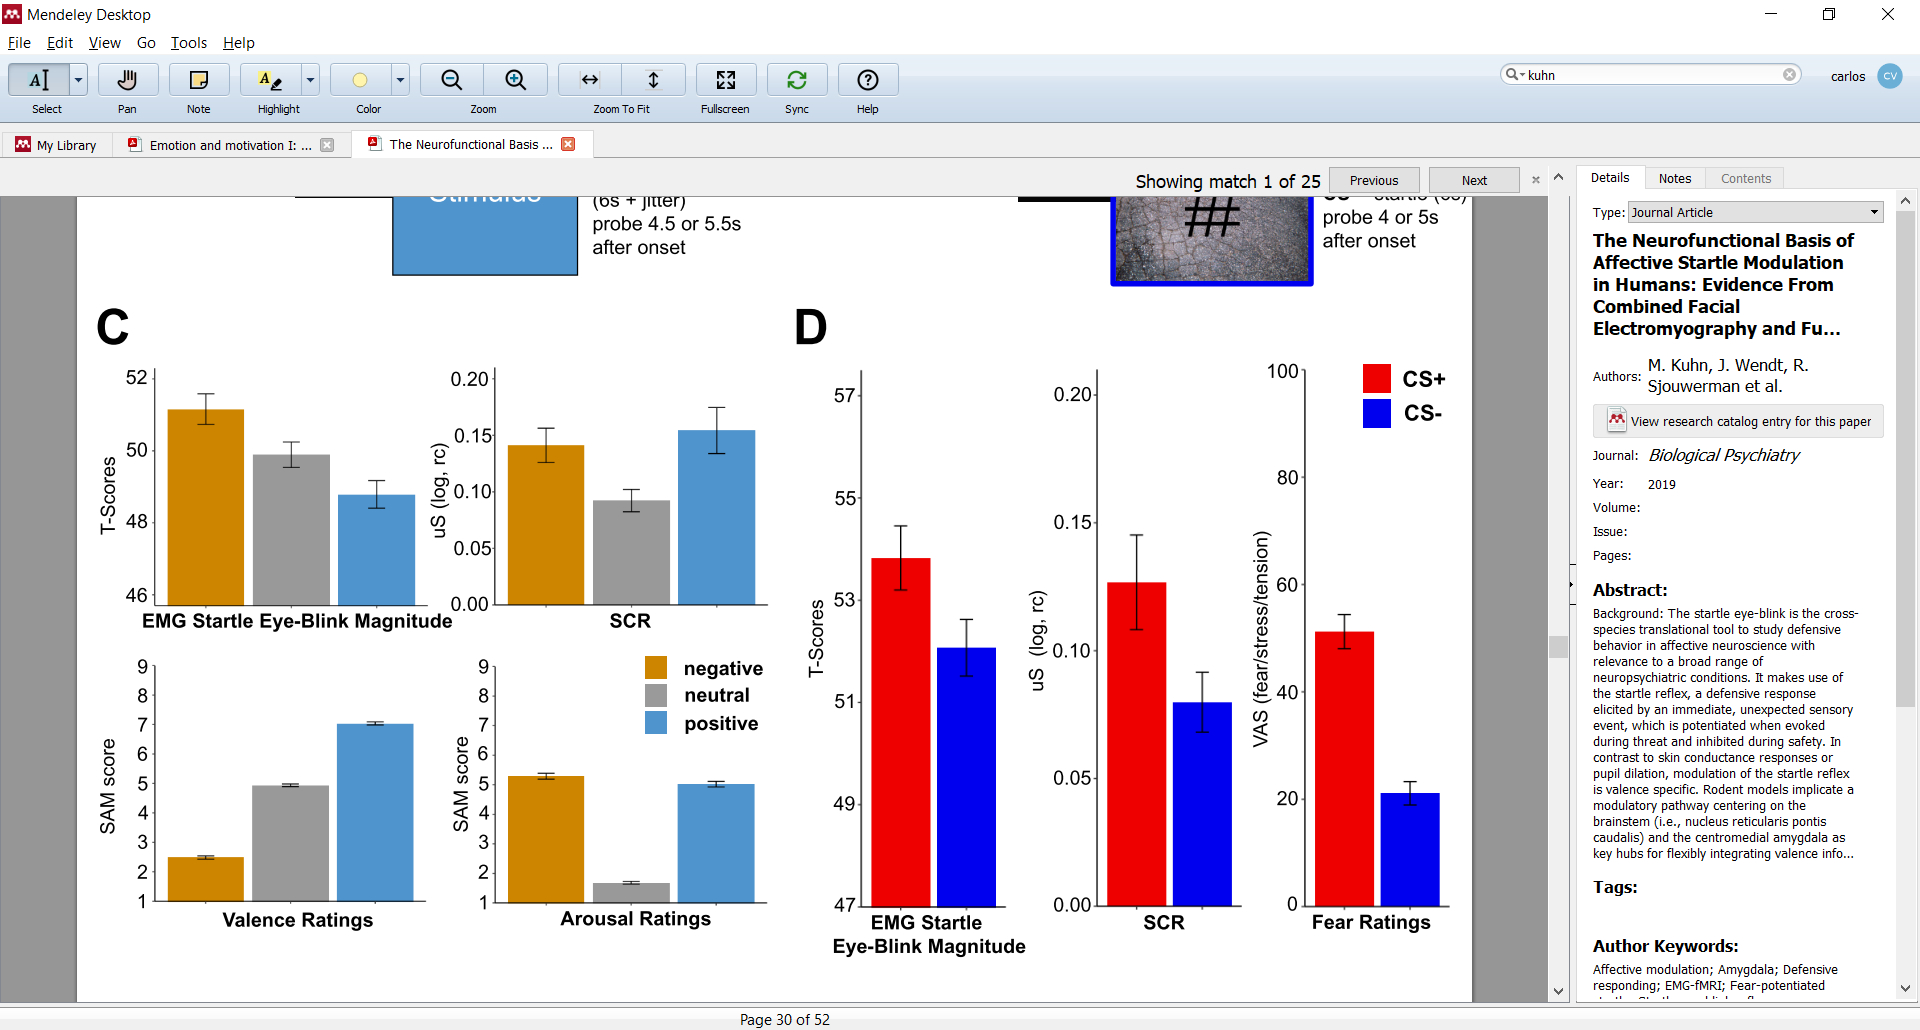 Mendeley Desktop
File Edit View Go Tools Help
kuhn
carlos CV
Select Pan Note Highlight Color Zoom Zoom To Fit Fullscreen Sync Help
My Library Emotion and motivation I: ... The Neurofunctional Basis ...
Showing match 1 of 25 Previous Next
Stimulus
(6s + jitter)
probe 4.5 or 5.5s
after onset
##
probe 4 or 5s
after onset
C
52
50
48
46
T-Scores
EMG Startle Eye-Blink Magnitude
0.20
0.15
0.10
0.05
0.00
uS (log, rc)
SCR
9
8
7
6
5
4
3
2
1
SAM score
Valence Ratings
9
8
7
6
5
4
3
2
1
SAM score
Arousal Ratings
negative
neutral
positive
D
57
55
53
51
49
47
T-Scores
EMG Startle
Eye-Blink Magnitude
0.20
0.15
0.10
0.05
0.00
uS (log, rc)
SCR
100
80
60
40
20
0
VAS (fear/stress/tension)
Fear Ratings
CS+
CS-
Details Notes Contents
Type: Journal Article
The Neurofunctional Basis of
Affective Startle Modulation
in Humans: Evidence From
Combined Facial
Electromyography and Fu...
Authors: M. Kuhn, J. Wendt, R.
Sjouwerman et al.
View research catalog entry for this paper
Journal: Biological Psychiatry
Year: 2019
Volume:
Issue:
Pages:
Abstract:
Background: The startle eye-blink is the cross-
species translational tool to study defensive
behavior in affective neuroscience with
relevance to a broad range of
neuropsychiatric conditions. It makes use of
the startle reflex, a defensive response
elicited by an immediate, unexpected sensory
event, which is potentiated when evoked
during threat and inhibited during safety. In
contrast to skin conductance responses or
pupil dilation, modulation of the startle reflex
is valence specific. Rodent models implicate a
modulatory pathway centering on the
brainstem (i.e., nucleus reticularis pontis
caudalis) and the centromedial amygdala as
key hubs for flexibly integrating valence info...
Tags:
Author Keywords:
Affective modulation; Amygdala; Defensive
responding; EMG-fMRI; Fear-potentiated
Page 30 of 52